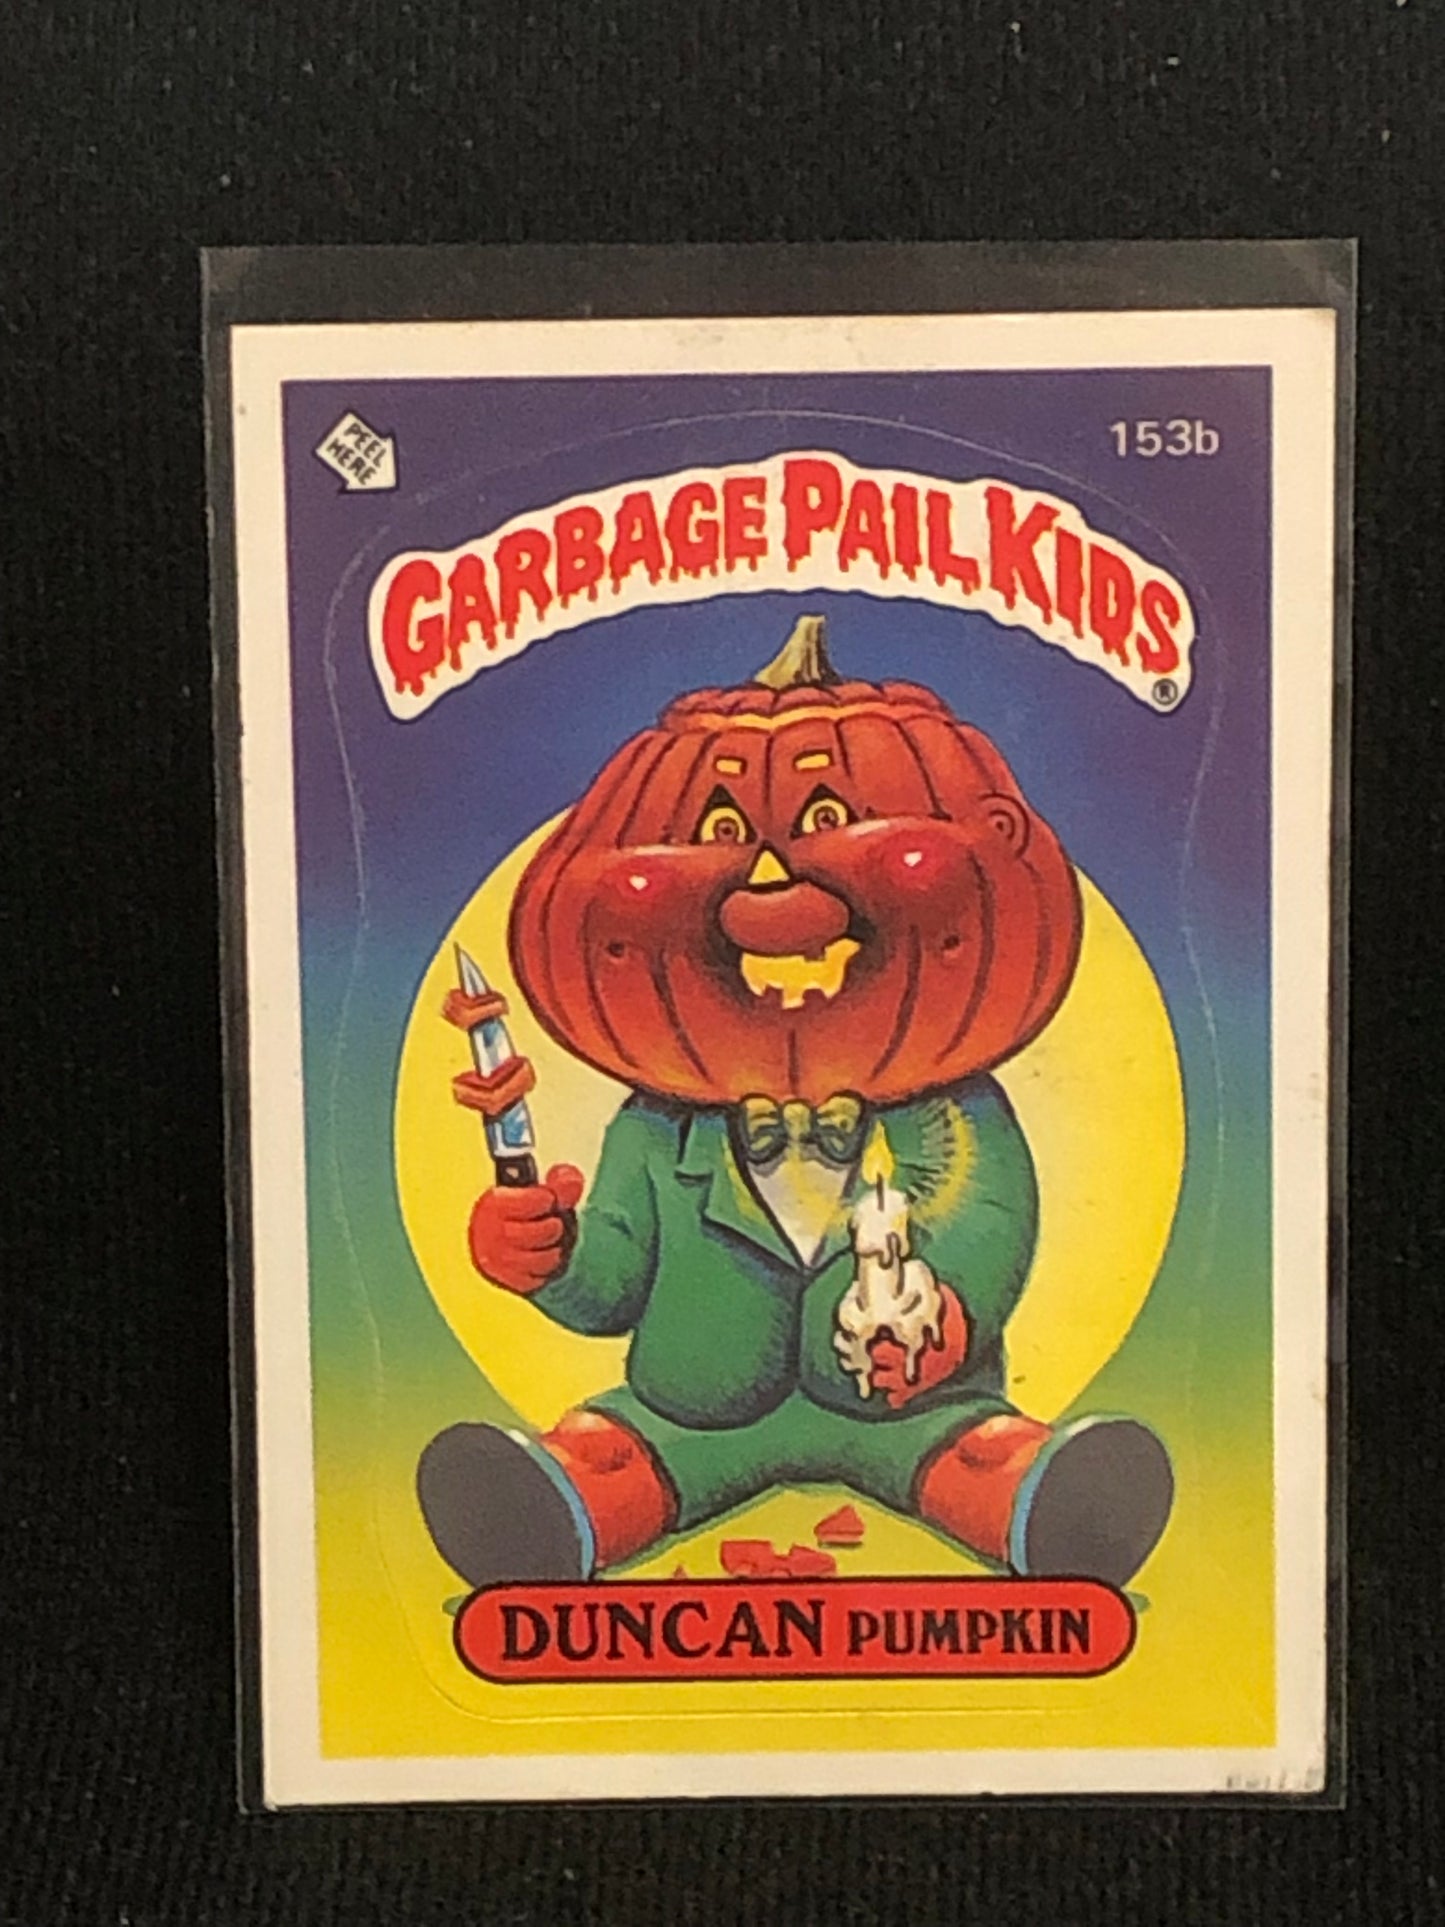 PEEL
HERE
153b
GARBAGE PAIL KIDS
®
DUNCAN PUMPKIN